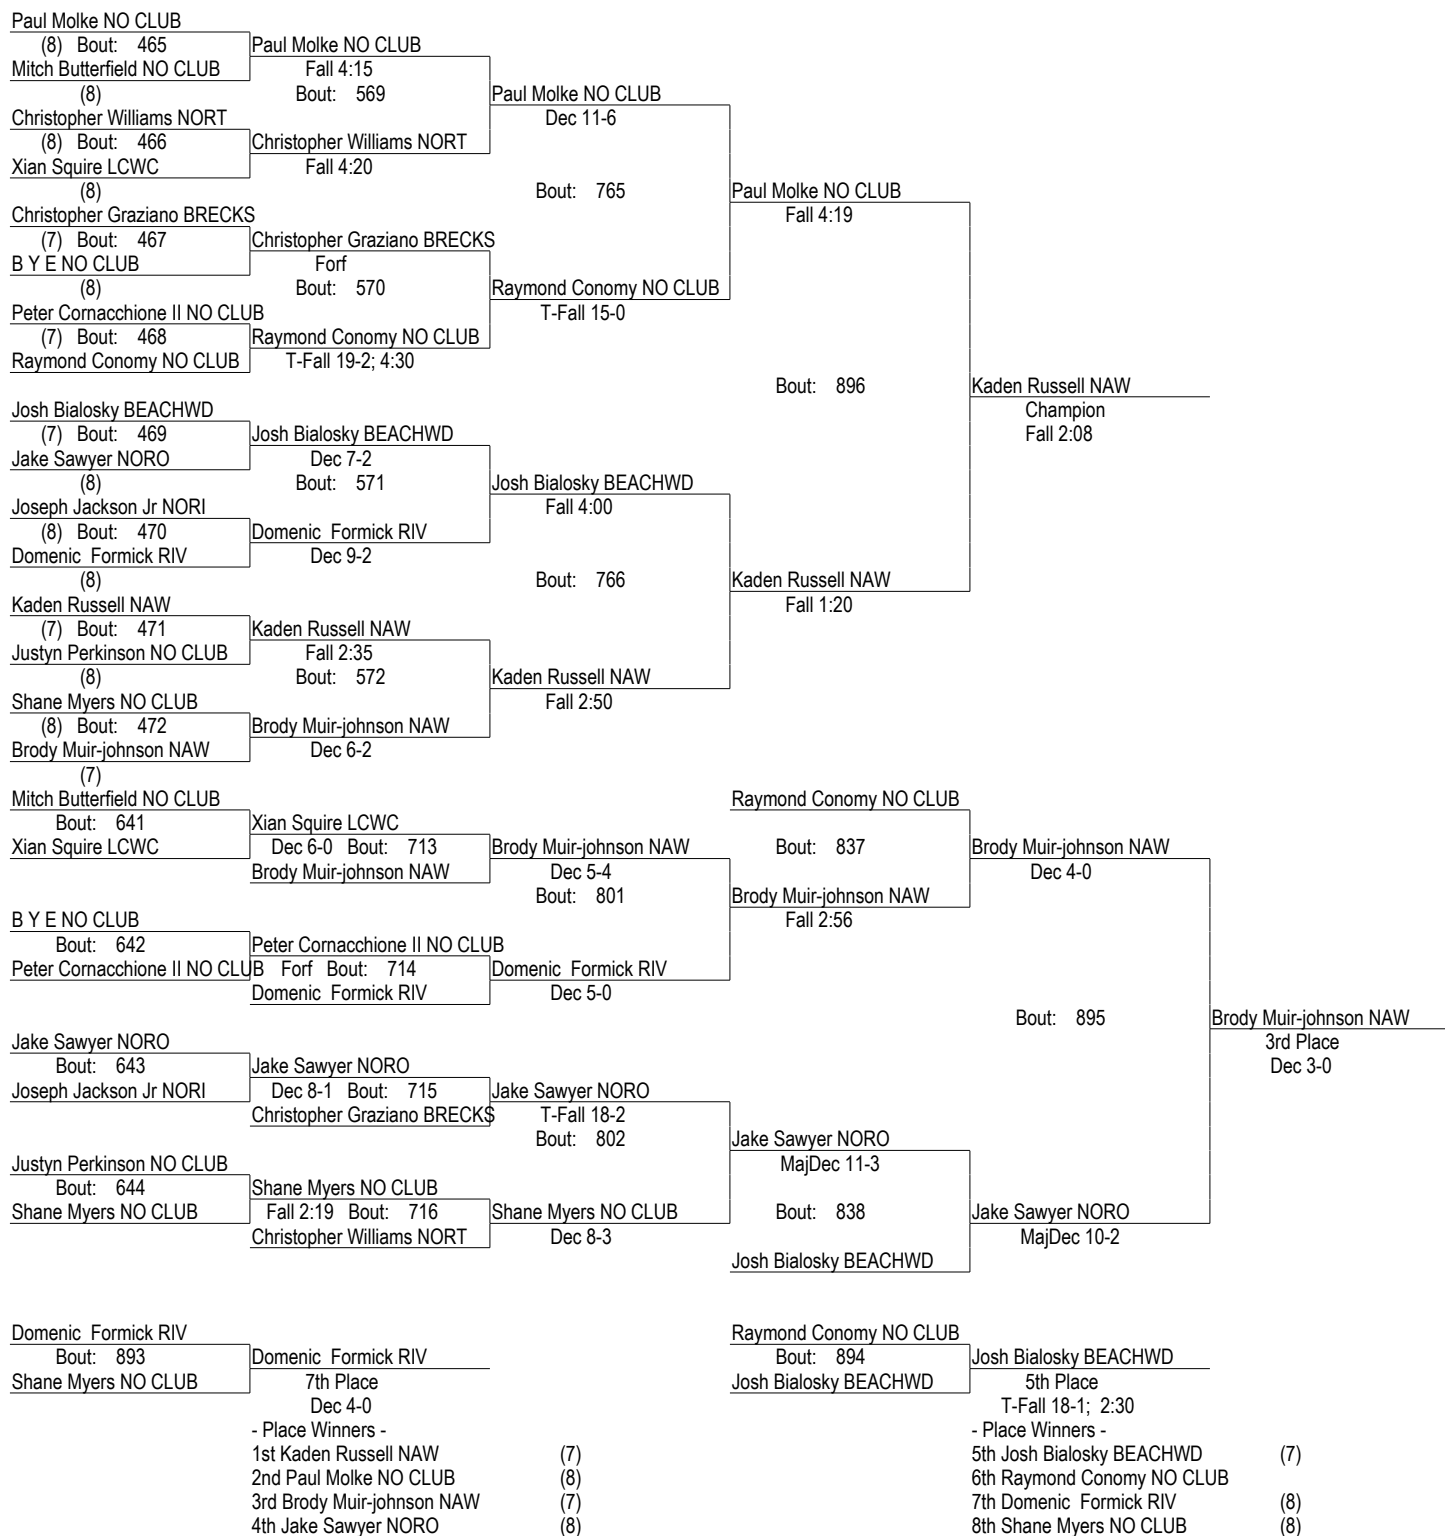 Paul Molke NO CLUB
(8) Bout: 465 Paul Molke NO CLUB
Mitch Butterfield NO CLUB Fall 4:15
(8) Bout: 569 Paul Molke NO CLUB
Christopher Williams NORT Dec 11-6
(8) Bout: 466 Christopher Williams NORT
Xian Squire LCWC Fall 4:20
(8) Bout: 765 Paul Molke NO CLUB
Christopher Graziano BRECKS Fall 4:19
(7) Bout: 467 Christopher Graziano BRECKS
B Y E NO CLUB Forf
(8) Bout: 570 Raymond Conomy NO CLUB
Peter Cornacchione II NO CLUB T-Fall 15-0
(7) Bout: 468 Raymond Conomy NO CLUB
Raymond Conomy NO CLUB T-Fall 19-2; 4:30
Bout: 896 Kaden Russell NAW
Josh Bialosky BEACHWD Champion
(7) Bout: 469 Josh Bialosky BEACHWD Fall 2:08
Jake Sawyer NORO Dec 7-2
(8) Bout: 571 Josh Bialosky BEACHWD
Joseph Jackson Jr NORI Fall 4:00
(8) Bout: 470 Domenic Formick RIV
Domenic Formick RIV Dec 9-2
(8) Bout: 766 Kaden Russell NAW
Kaden Russell NAW Fall 1:20
(7) Bout: 471 Kaden Russell NAW
Justyn Perkinson NO CLUB Fall 2:35
(8) Bout: 572 Kaden Russell NAW
Shane Myers NO CLUB Fall 2:50
(8) Bout: 472 Brody Muir-johnson NAW
Brody Muir-johnson NAW Dec 6-2
(7)
Mitch Butterfield NO CLUB Raymond Conomy NO CLUB
Bout: 641 Xian Squire LCWC
Xian Squire LCWC Dec 6-0 Bout: 713 Brody Muir-johnson NAW Bout: 837 Brody Muir-johnson NAW
Brody Muir-johnson NAW Dec 5-4 Dec 4-0
Bout: 801 Brody Muir-johnson NAW
B Y E NO CLUB Fall 2:56
Bout: 642 Peter Cornacchione II NO CLUB
Peter Cornacchione II NO CLUB Forf Bout: 714 Domenic Formick RIV
Domenic Formick RIV Dec 5-0
Bout: 895 Brody Muir-johnson NAW
Jake Sawyer NORO 3rd Place
Bout: 643 Jake Sawyer NORO Dec 3-0
Joseph Jackson Jr NORI Dec 8-1 Bout: 715 Jake Sawyer NORO
Christopher Graziano BRECKS T-Fall 18-2
Bout: 802 Jake Sawyer NORO
Justyn Perkinson NO CLUB MajDec 11-3
Bout: 644 Shane Myers NO CLUB
Shane Myers NO CLUB Fall 2:19 Bout: 716 Shane Myers NO CLUB Bout: 838 Jake Sawyer NORO
Christopher Williams NORT Dec 8-3 MajDec 10-2
Josh Bialosky BEACHWD
Domenic Formick RIV Raymond Conomy NO CLUB
Bout: 893 Domenic Formick RIV Bout: 894 Josh Bialosky BEACHWD
Shane Myers NO CLUB 7th Place Josh Bialosky BEACHWD 5th Place
Dec 4-0 T-Fall 18-1; 2:30
- Place Winners - - Place Winners -
1st Kaden Russell NAW (7) 5th Josh Bialosky BEACHWD (7)
2nd Paul Molke NO CLUB (8) 6th Raymond Conomy NO CLUB
3rd Brody Muir-johnson NAW (7) 7th Domenic Formick RIV (8)
4th Jake Sawyer NORO (8) 8th Shane Myers NO CLUB (8)